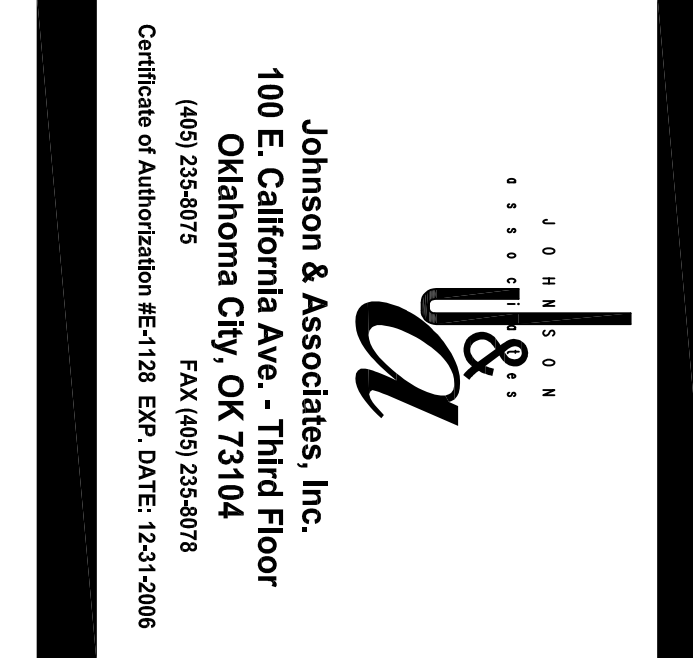 JOHNSON
associates
J&a
Johnson & Associates, Inc.
100 E. California Ave. - Third Floor
Oklahoma City, OK 73104
(405) 235-8075 FAX (405) 235-8078
Certificate of Authorization #E-1128 EXP. DATE: 12-31-2006